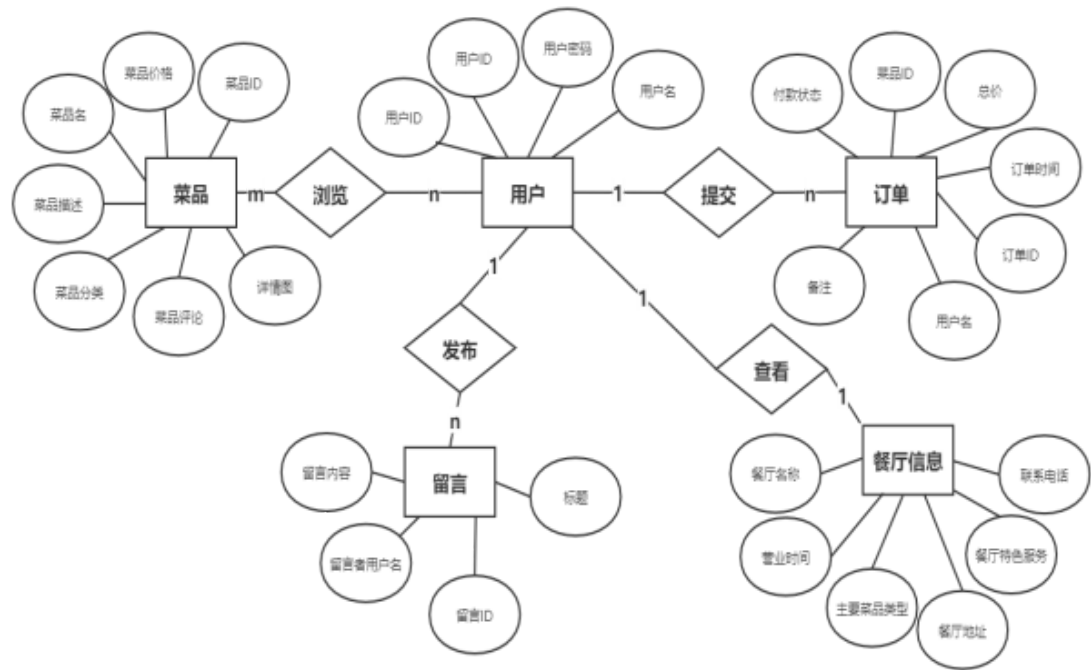 菜品价格
菜品ID
菜品名
菜品描述
菜品分类
菜品评论
详情图
菜品
m
浏览
n
用户ID
用户密码
用户ID
用户名
用户
1
提交
n
付款状态
菜品ID
总价
订单时间
订单ID
用户名
备注
订单
1
发布
n
留言
留言内容
留言者用户名
留言ID
标题
1
查看
1
餐厅信息
餐厅名称
营业时间
主要菜品类型
餐厅地址
餐厅特色服务
联系电话